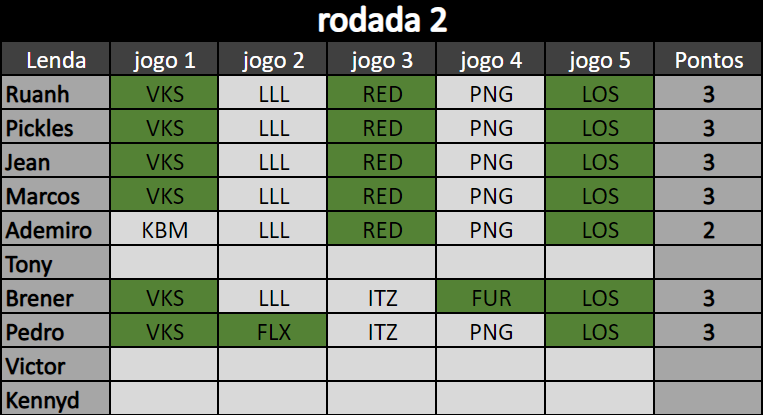 rodada 2
Lenda jogo 1 jogo 2 jogo 3 jogo 4 jogo 5 Pontos
Ruanh VKS LLL RED PNG LOS 3
Pickles VKS LLL RED PNG LOS 3
Jean VKS LLL RED PNG LOS 3
Marcos VKS LLL RED PNG LOS 3
Ademiro KBM LLL RED PNG LOS 2
Tony
Brener VKS LLL ITZ FUR LOS 3
Pedro VKS FLX ITZ PNG LOS 3
Victor
Kennyd